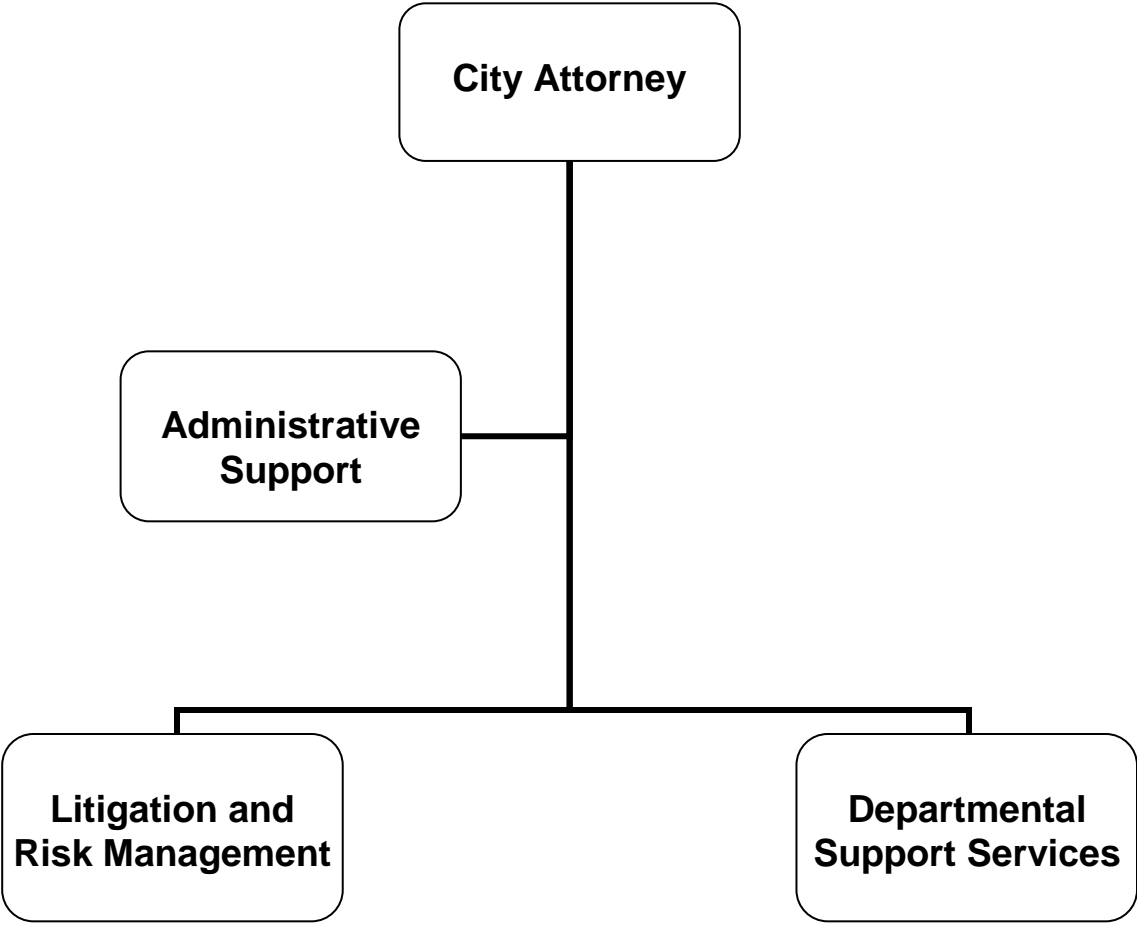 City Attorney
Administrative
Support
Litigation and
Risk Management
Departmental
Support Services